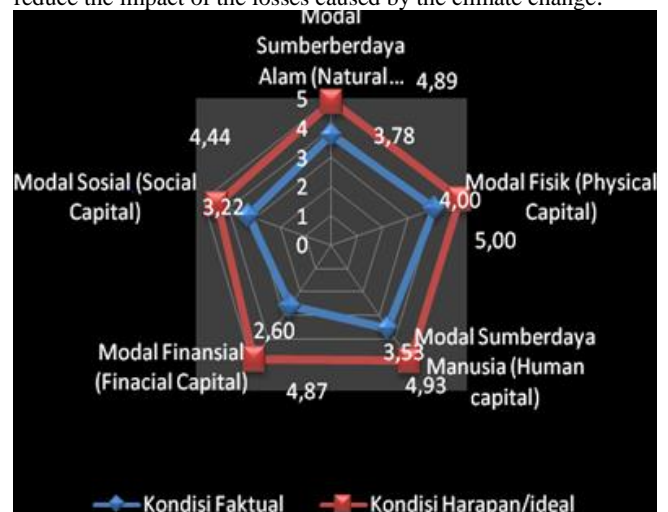 reduce the impact of the losses caused by the climate change.
Modal
Sumberberdaya
Alam (Natural...
4,89
5
4
3
2
1
0
4,44
3,78
Modal Sosial (Social
Capital)
3,22
Modal Fisik (Physical
Capital)
4,00
5,00
2,60
Modal Finansial
(Finacial Capital)
4,87
Modal Sumberdaya
Manusia (Human
capital)
3,53
4,93
Kondisi Faktual
Kondisi Harapan/ideal